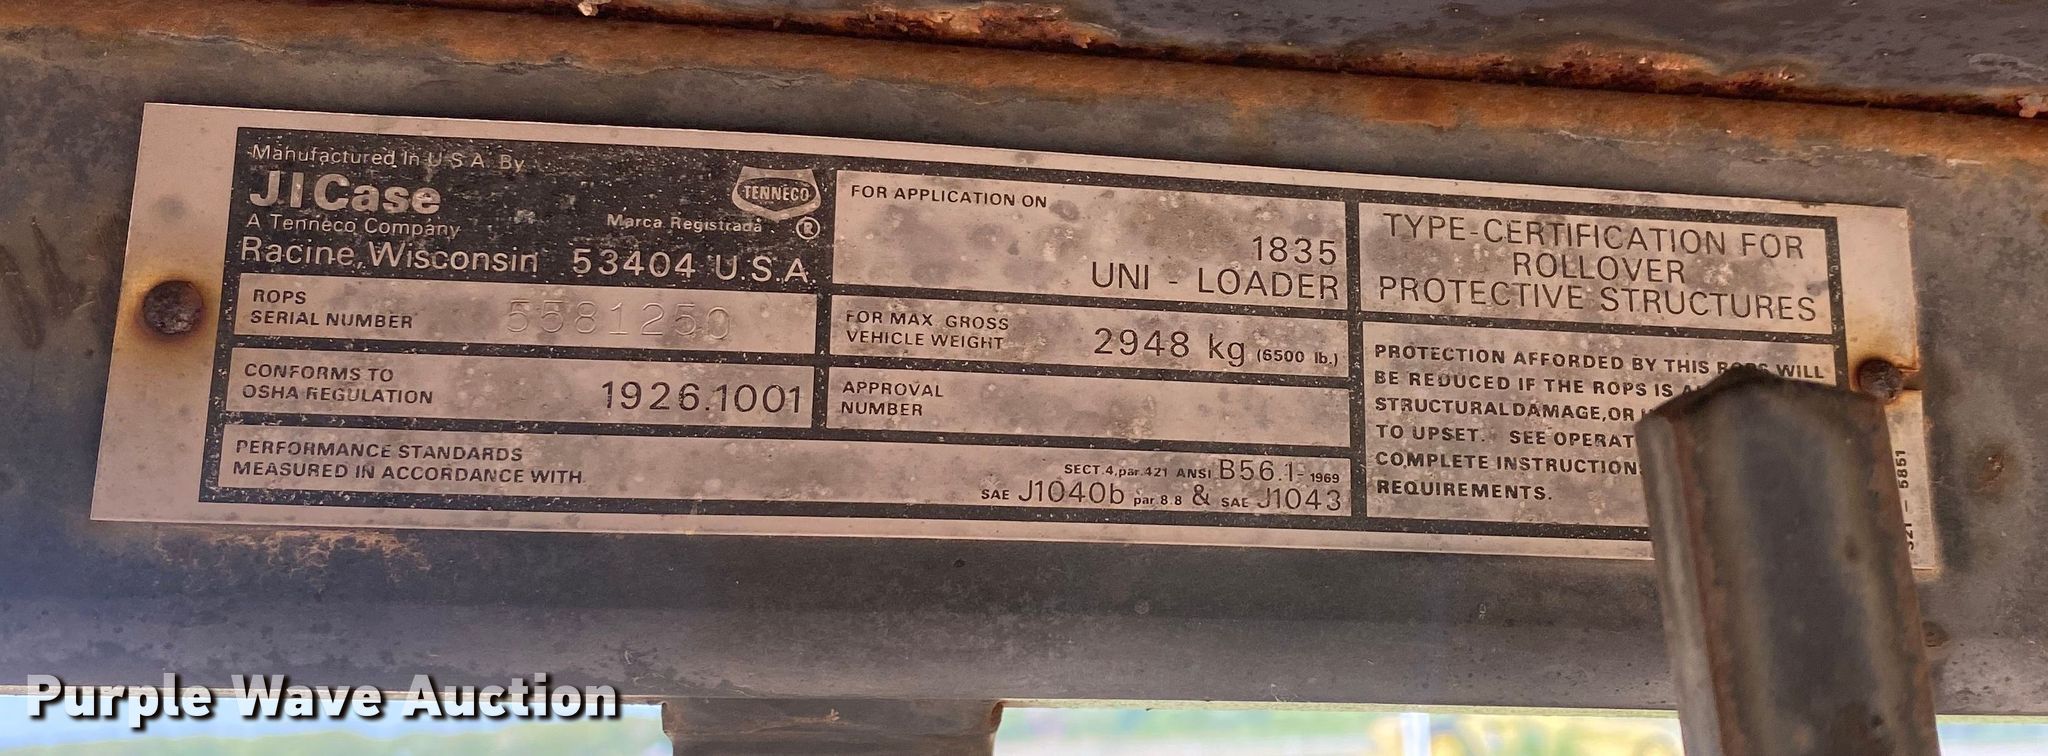 Manufactured In U S A By
JI Case
A Tenneco Company
TENNECO
Marca Registrada ®
Racine, Wisconsin 53404 U.S.A.
ROPS
SERIAL NUMBER 5581250
CONFORMS TO
OSHA REGULATION 1926.1001
FOR APPLICATION ON
1835
UNI - LOADER
FOR MAX. GROSS
VEHICLE WEIGHT 2948 kg (6500 lb.)
APPROVAL
NUMBER
PERFORMANCE STANDARDS
MEASURED IN ACCORDANCE WITH.
SECT. 4, par. 421 ANSI B56.1-1969
SAE J1040b par 8.8 & SAE J1043
TYPE-CERTIFICATION FOR
ROLLOVER
PROTECTIVE STRUCTURES
PROTECTION AFFORDED BY THIS ROPS WILL
BE REDUCED IF THE ROPS IS
STRUCTURAL DAMAGE, OR
TO UPSET. SEE
COMPLETE
REQUIREMENTS.
321 - 5851
Purple Wave Auction